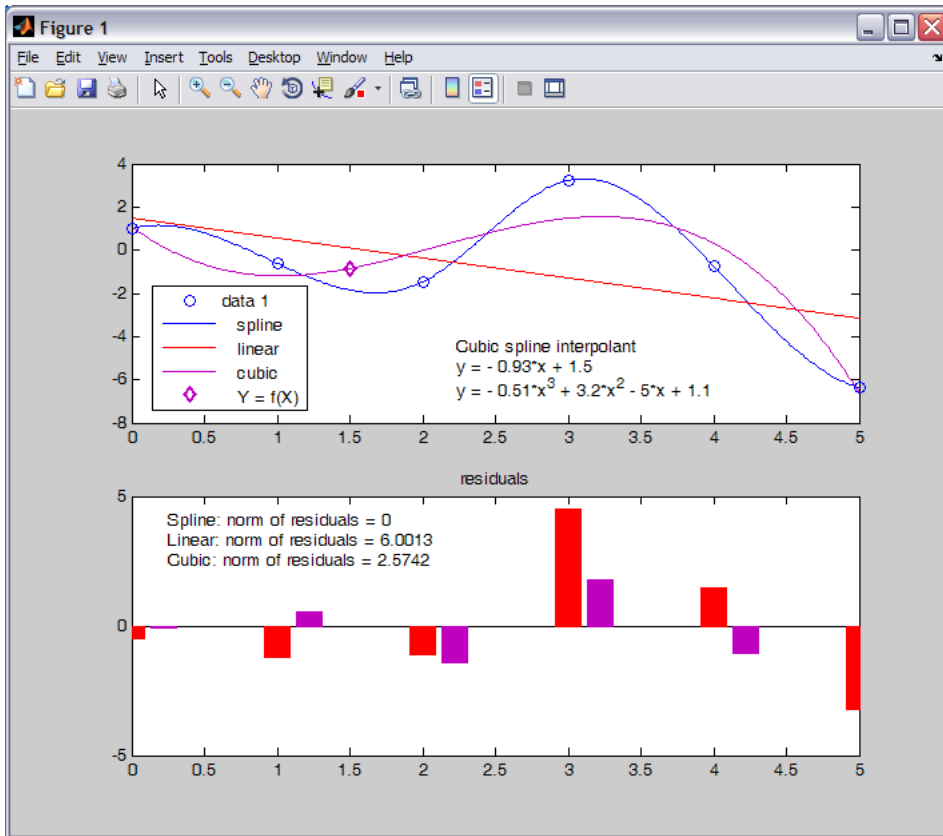 Figure 1
File Edit View Insert Tools Desktop Window Help
4
2
0
-2
-4
-6
-8
data 1
spline
linear
cubic
Y = f(X)
Cubic spline interpolant
y = - 0.93*x + 1.5
y = - 0.51*x³ + 3.2*x² - 5*x + 1.1
0 0.5 1 1.5 2 2.5 3 3.5 4 4.5 5
residuals
5
0
-5
Spline: norm of residuals = 0
Linear: norm of residuals = 6.0013
Cubic: norm of residuals = 2.5742
0 0.5 1 1.5 2 2.5 3 3.5 4 4.5 5